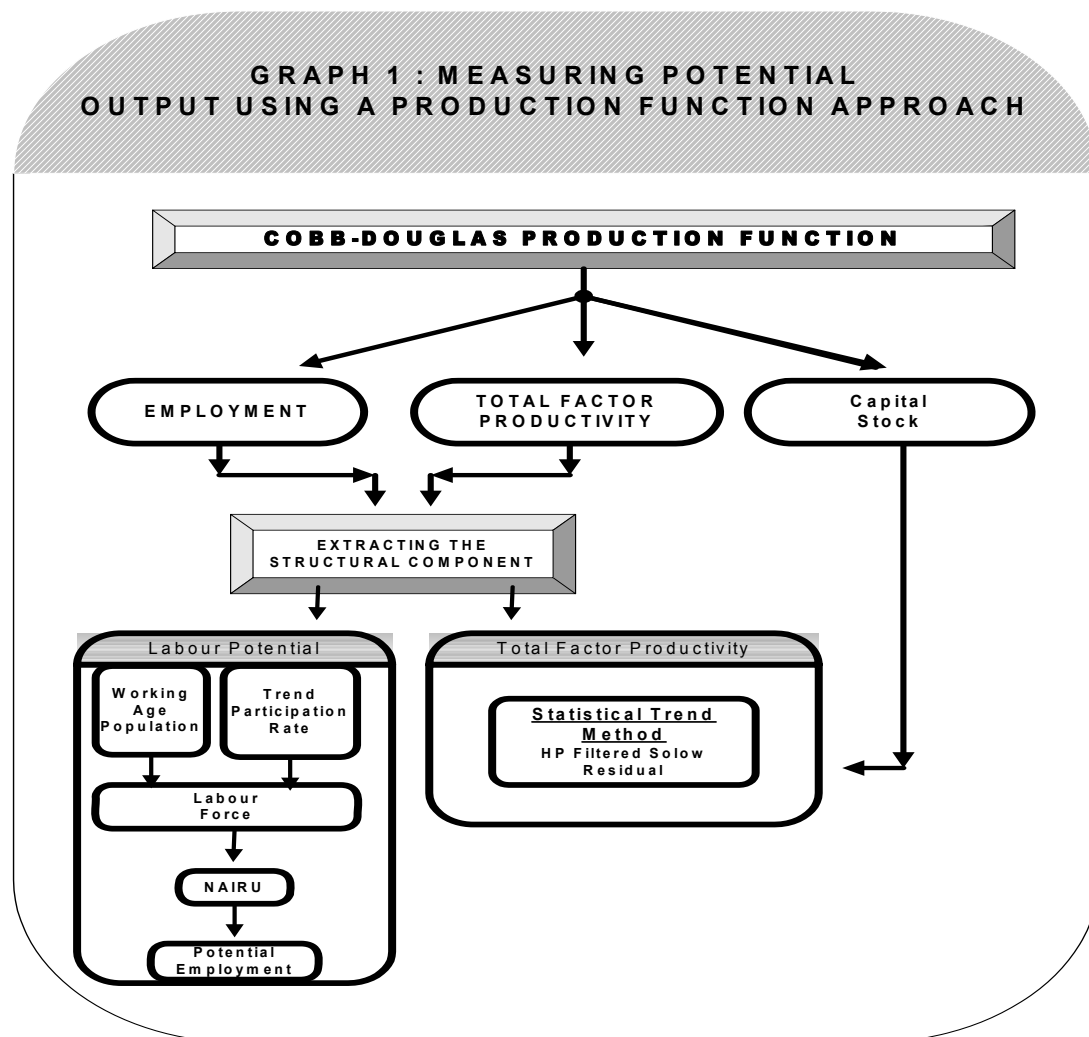 GRAPH 1 : MEASURING POTENTIAL
OUTPUT USING A PRODUCTION FUNCTION APPROACH
COBB-DOUGLAS PRODUCTION FUNCTION
EMPLOYMENT
TOTAL FACTOR
PRODUCTIVITY
Capital
Stock
EXTRACTING THE
STRUCTURAL COMPONENT
Labour Potential
Working
Age
Population
Trend
Participation
Rate
Labour
Force
NAIRU
Potential
Employment
Total Factor Productivity
Statistical Trend
Method
HP Filtered Solow
Residual